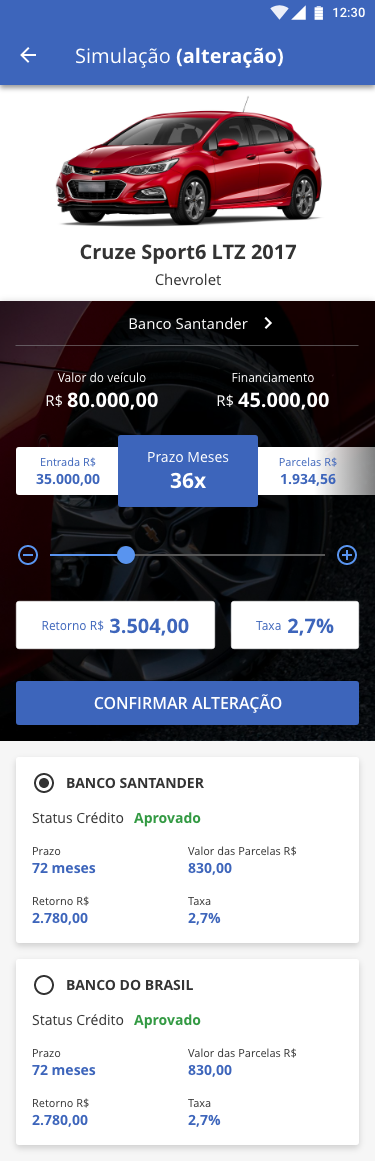 12:30
Simulação (alteração)
Cruze Sport6 LTZ 2017
Chevrolet
Banco Santander
Valor do veículo Financiamento
R$ 80.000,00 R$ 45.000,00
Entrada R$ Prazo Meses Parcelas R$
35.000,00 36x 1.934,56
Retorno R$ 3.504,00 Taxa 2,7%
CONFIRMAR ALTERAÇÃO
BANCO SANTANDER
Status Crédito Aprovado
Prazo Valor das Parcelas R$
72 meses 830,00
Retorno R$ Taxa
2.780,00 2,7%
BANCO DO BRASIL
Status Crédito Aprovado
Prazo Valor das Parcelas R$
72 meses 830,00
Retorno R$ Taxa
2.780,00 2,7%